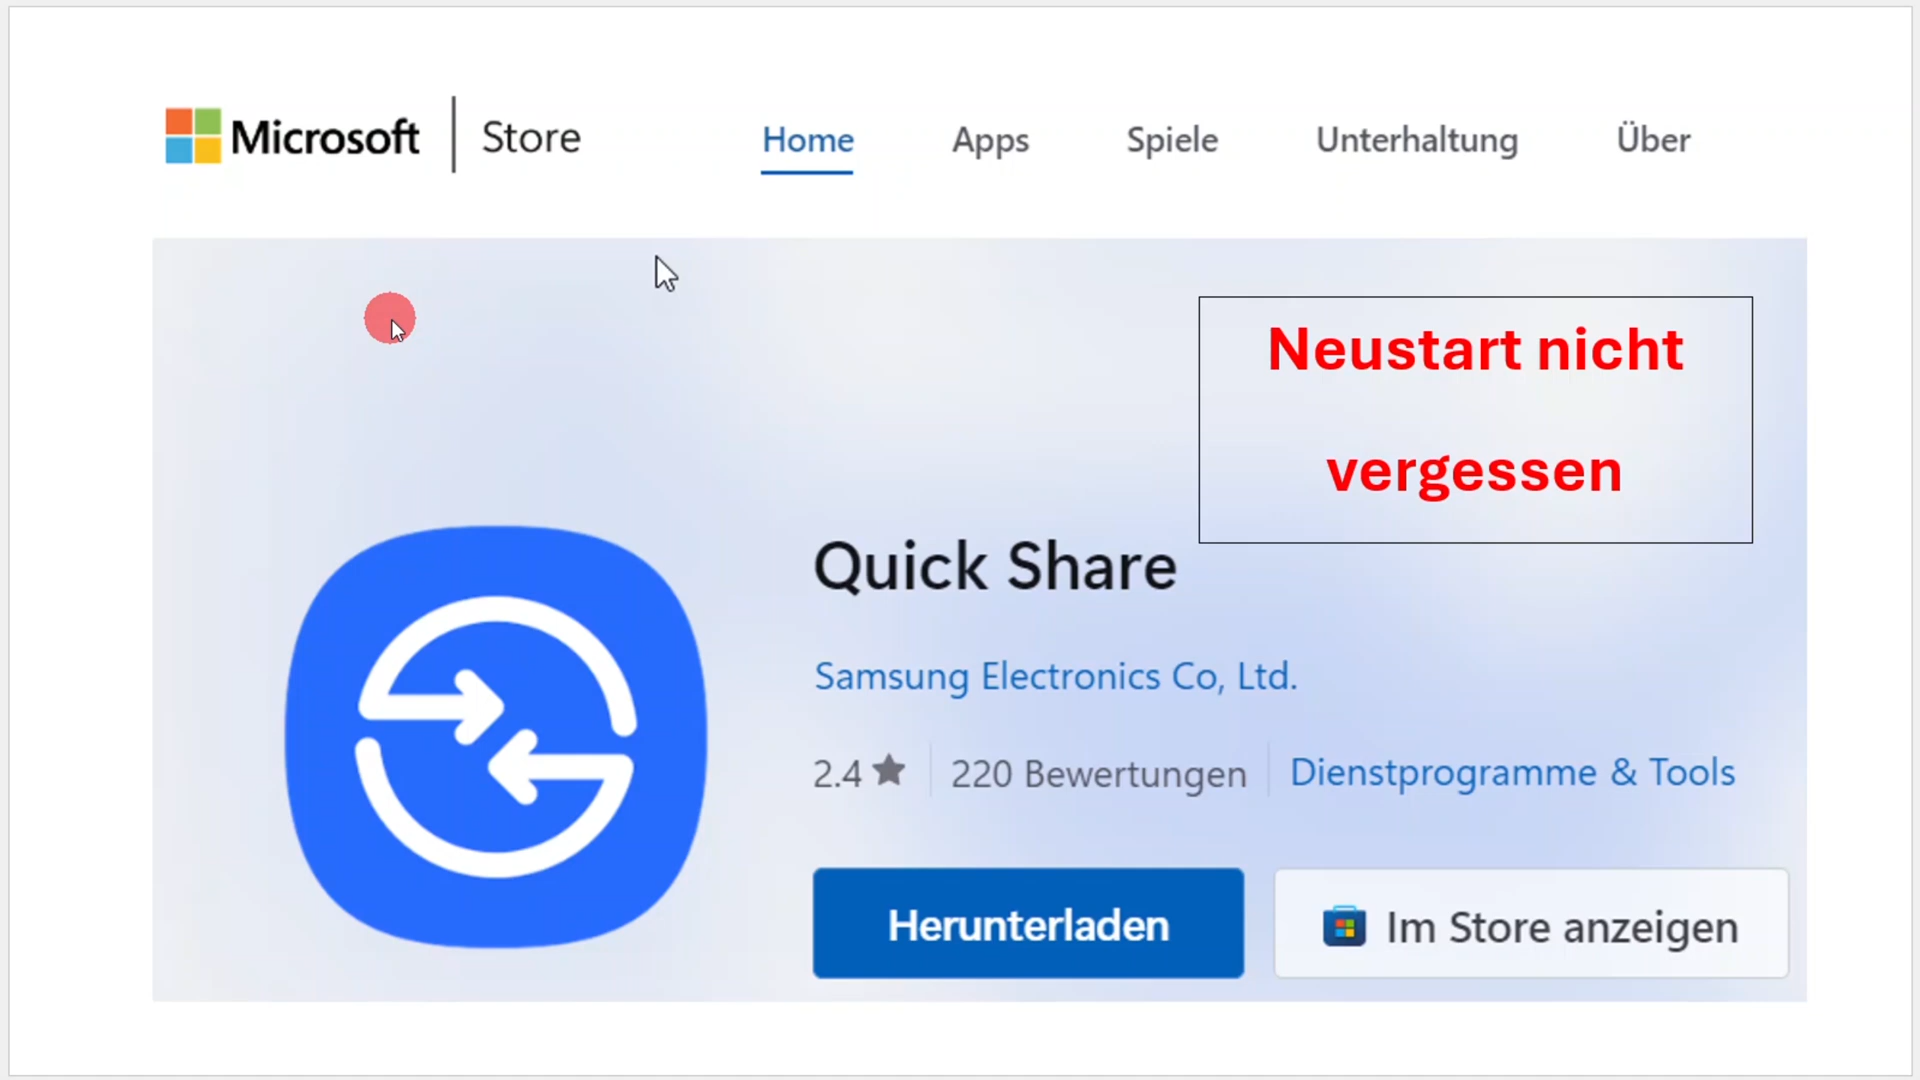 Microsoft | Store
Home Apps Spiele Unterhaltung Über
Neustart nicht
vergessen
Quick Share
Samsung Electronics Co, Ltd.
2.4 ★ 220 Bewertungen Dienstprogramme & Tools
Herunterladen Im Store anzeigen